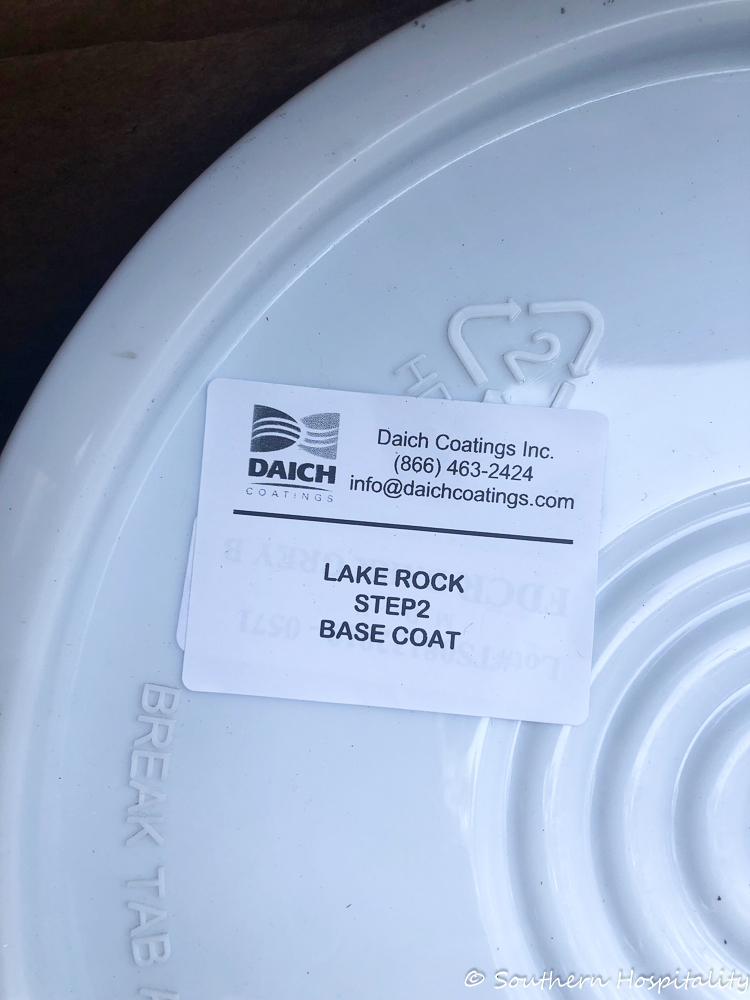 2
DAICH
COATINGS
Daich Coatings Inc.
(866) 463-2424
info@daichcoatings.com
LAKE ROCK
STEP2
BASE COAT
BREAK TAB
© Southern Hospitality